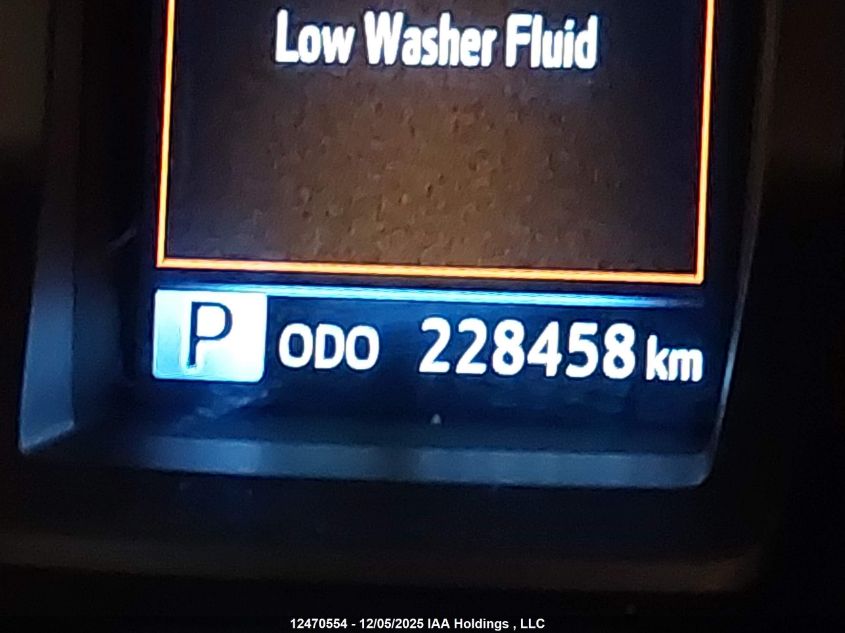 Low Washer Fluid
P ODO 228458 km
12470554 - 12/05/2025 IAA Holdings , LLC